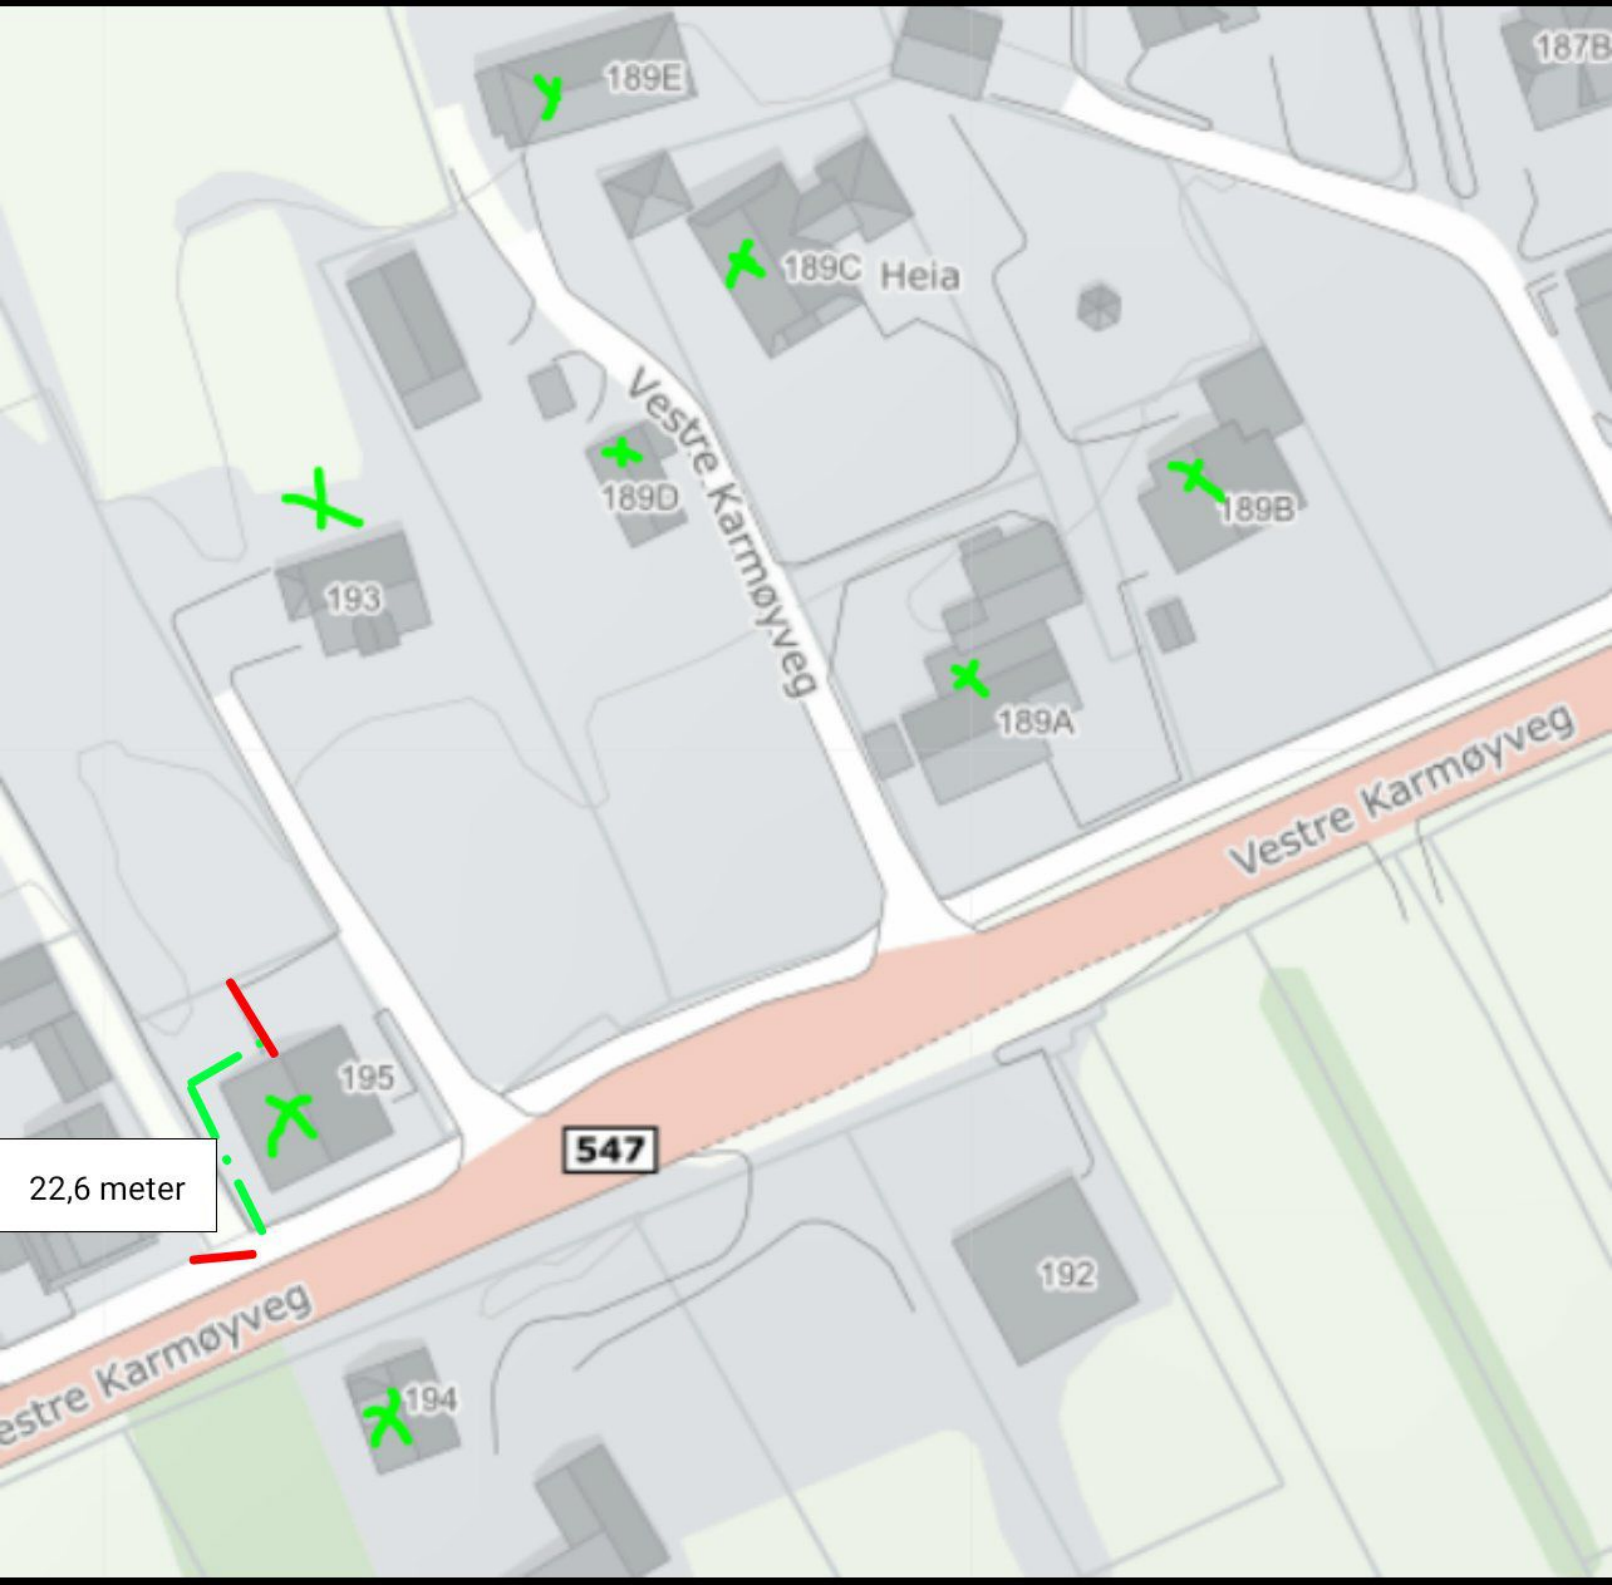 187B
189E
189C Heia
Vestre Karmøyveg
189D
189B
193
189A
Vestre Karmøyveg
195
547
22,6 meter
192
estre Karmøyveg
194